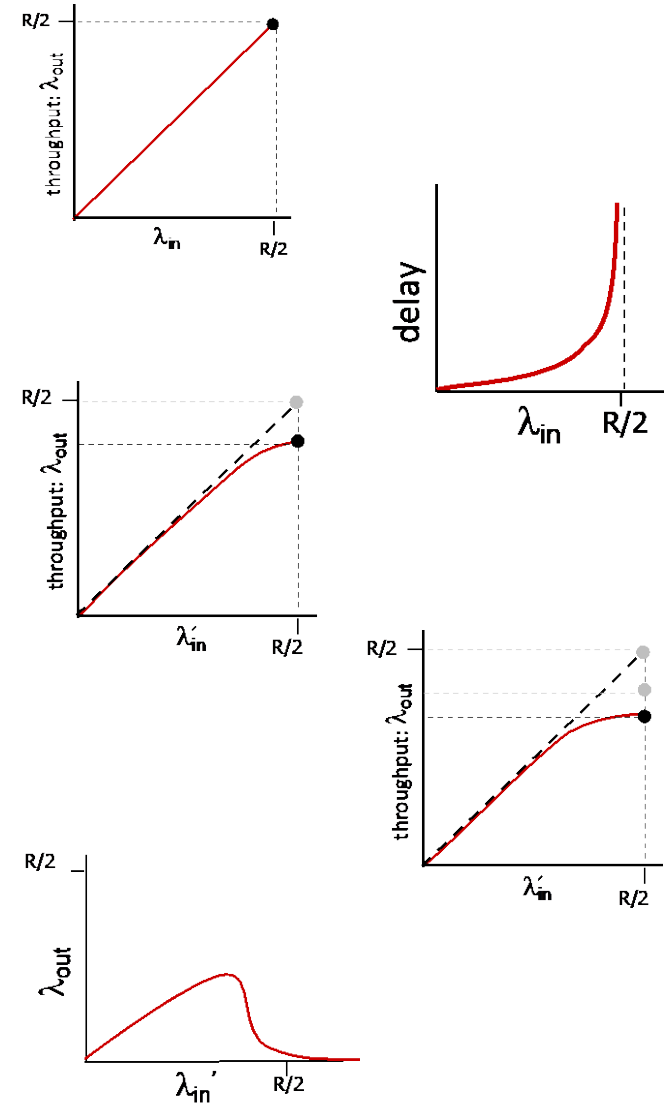 R/2
throughput: λout
λin
R/2
delay
λin
R/2
R/2
throughput: λout
λ′in
R/2
R/2
throughput: λout
λ′in
R/2
R/2
λout
λin′
R/2